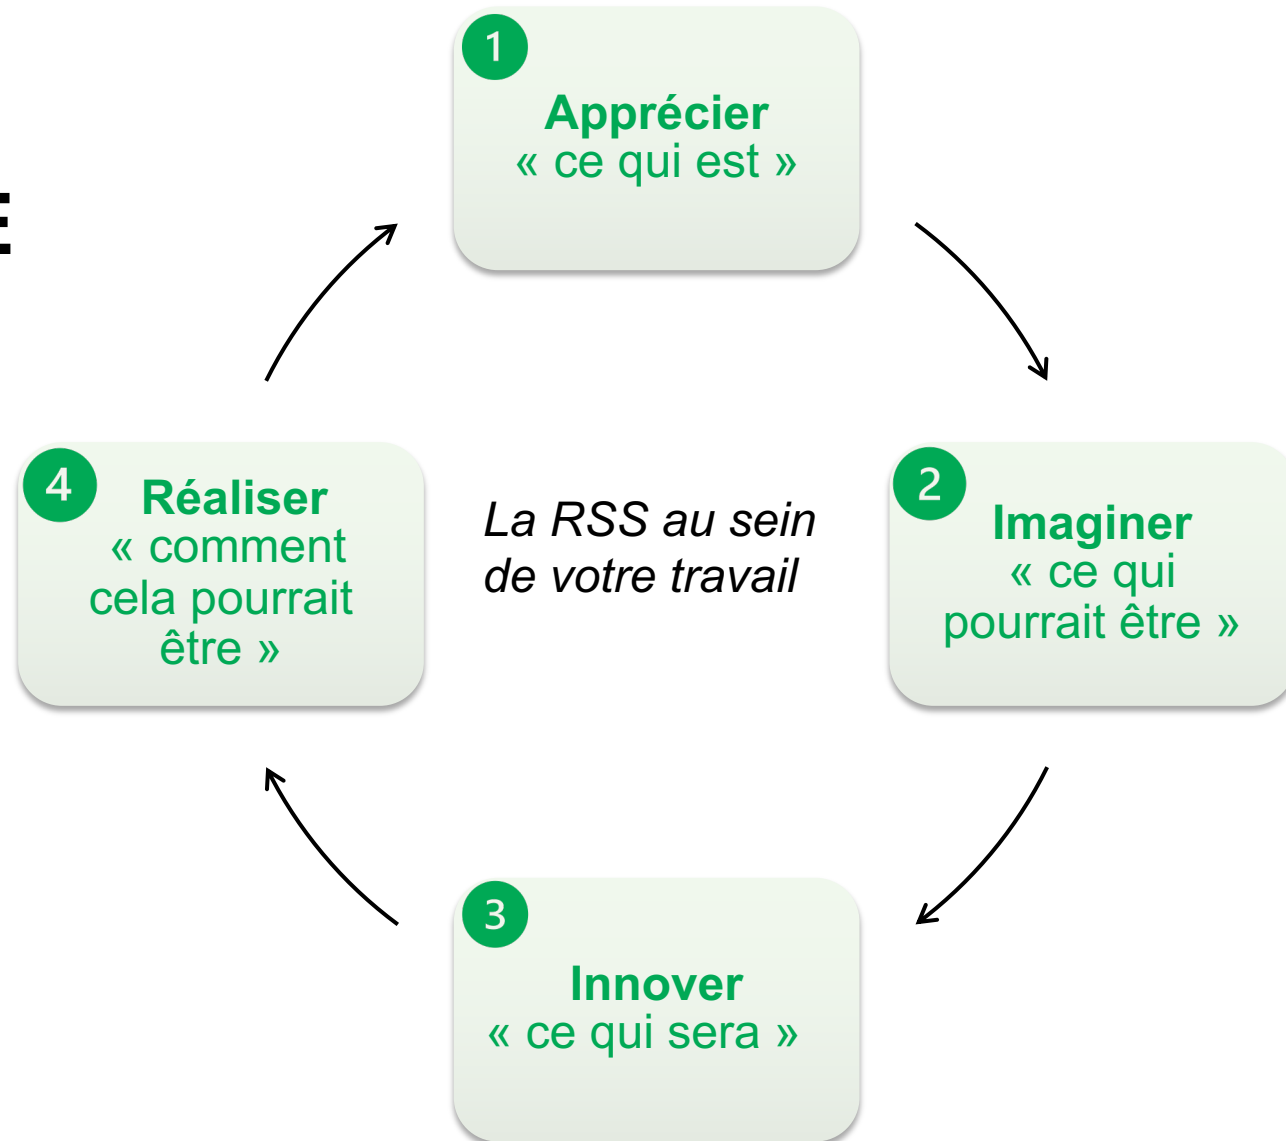 E
1
Apprécier
« ce qui est »
4
Réaliser
« comment
cela pourrait
être »
La RSS au sein
de votre travail
2
Imaginer
« ce qui
pourrait être »
3
Innover
« ce qui sera »